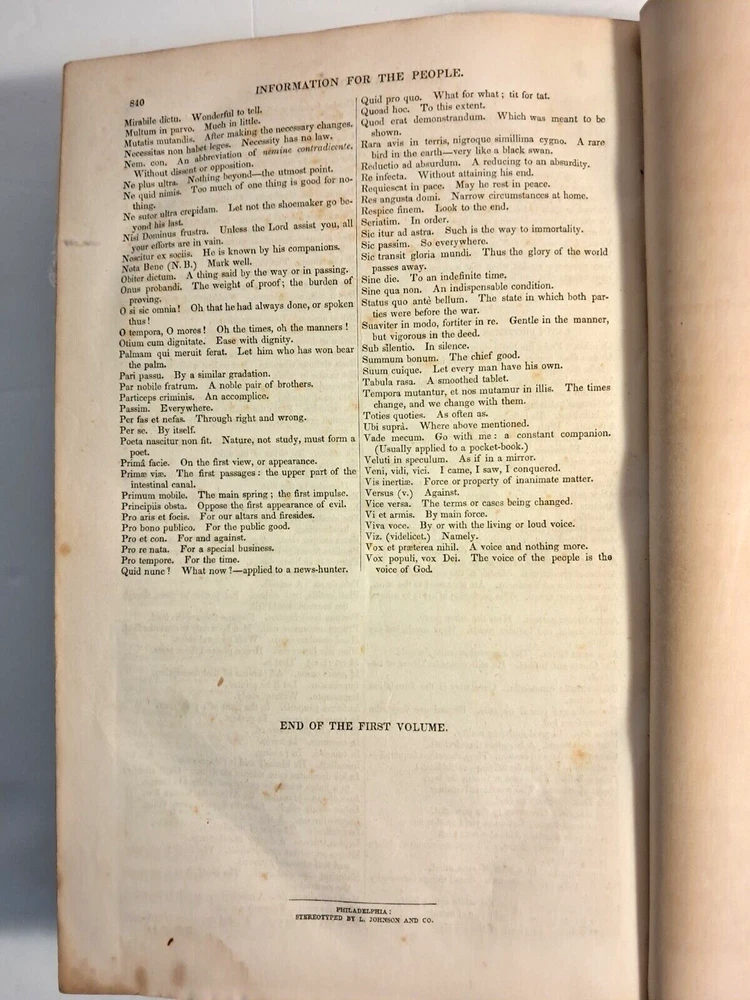 840
INFORMATION FOR THE PEOPLE.
Mirabile dictu. Wonderful to tell.
Multum in parvo. Much in little.
Mutatis mutandis. After making the necessary changes.
Necessitas non habet leges. Necessity has no law.
Nem. con. An abbreviation of nemine contradicente.
Without dissent or opposition.
Ne plus ultra. Nothing beyond—the utmost point.
Ne quid nimis. Too much of one thing is good for no-
thing.
Ne sutor ultra crepidam. Let not the shoemaker go be-
yond his last.
Nisi Dominus frustra. Unless the Lord assist you, all
your efforts are in vain.
Noscitur ex sociis. He is known by his companions.
Nota Bene (N. B.) Mark well.
Obiter dictum. A thing said by the way or in passing.
Onus probandi. The weight of proof; the burden of
proving.
O si sic omnia! Oh that he had always done, or spoken
thus!
O tempora, O mores! Oh the times, oh the manners!
Otium cum dignitate. Ease with dignity.
Palmam qui meruit ferat. Let him who has won bear
the palm.
Pari passu. By a similar gradation.
Par nobile fratrum. A noble pair of brothers.
Particeps criminis. An accomplice.
Passim. Everywhere.
Per fas et nefas. Through right and wrong.
Per se. By itself.
Poeta nascitur non fit. Nature, not study, must form a
poet.
Primâ facie. On the first view, or appearance.
Primæ viæ. The first passages: the upper part of the
intestinal canal.
Primum mobile. The main spring; the first impulse.
Principiis obsta. Oppose the first appearance of evil.
Pro aris et focis. For our altars and firesides.
Pro bono publico. For the public good.
Pro et con. For and against.
Pro re nata. For a special business.
Pro tempore. For the time.
Quid nunc? What now?—applied to a news-hunter.
Quid pro quo. What for what; tit for tat.
Quoad hoc. To this extent.
Quod erat demonstrandum. Which was meant to be
shown.
Rara avis in terris, nigroque simillima cygno. A rare
bird in the earth—very like a black swan.
Reductio ad absurdum. A reducing to an absurdity.
Re infecta. Without attaining his end.
Requiescat in pace. May he rest in peace.
Res angusta domi. Narrow circumstances at home.
Respice finem. Look to the end.
Seriatim. In order.
Sic itur ad astra. Such is the way to immortality.
Sic passim. So everywhere.
Sic transit gloria mundi. Thus the glory of the world
passes away.
Sine die. To an indefinite time.
Sine qua non. An indispensable condition.
Status quo antè bellum. The state in which both par-
ties were before the war.
Suaviter in modo, fortiter in re. Gentle in the manner,
but vigorous in the deed.
Sub silentio. In silence.
Summum bonum. The chief good.
Suum cuique. Let every man have his own.
Tabula rasa. A smoothed tablet.
Tempora mutantur, et nos mutamur in illis. The times
change, and we change with them.
Toties quoties. As often as.
Ubi suprà. Where above mentioned.
Vade mecum. Go with me: a constant companion.
(Usually applied to a pocket-book.)
Veluti in speculum. As if in a mirror.
Veni, vidi, vici. I came, I saw, I conquered.
Vis inertiæ. Force or property of inanimate matter.
Versus (v.) Against.
Vice versa. The terms or cases being changed.
Vi et armis. By main force.
Viva voce. By or with the living or loud voice.
Viz. (videlicet.) Namely.
Vox et præterea nihil. A voice and nothing more.
Vox populi, vox Dei. The voice of the people is the
voice of God.
END OF THE FIRST VOLUME.
PHILADELPHIA:
STEREOTYPED BY L. JOHNSON AND CO.